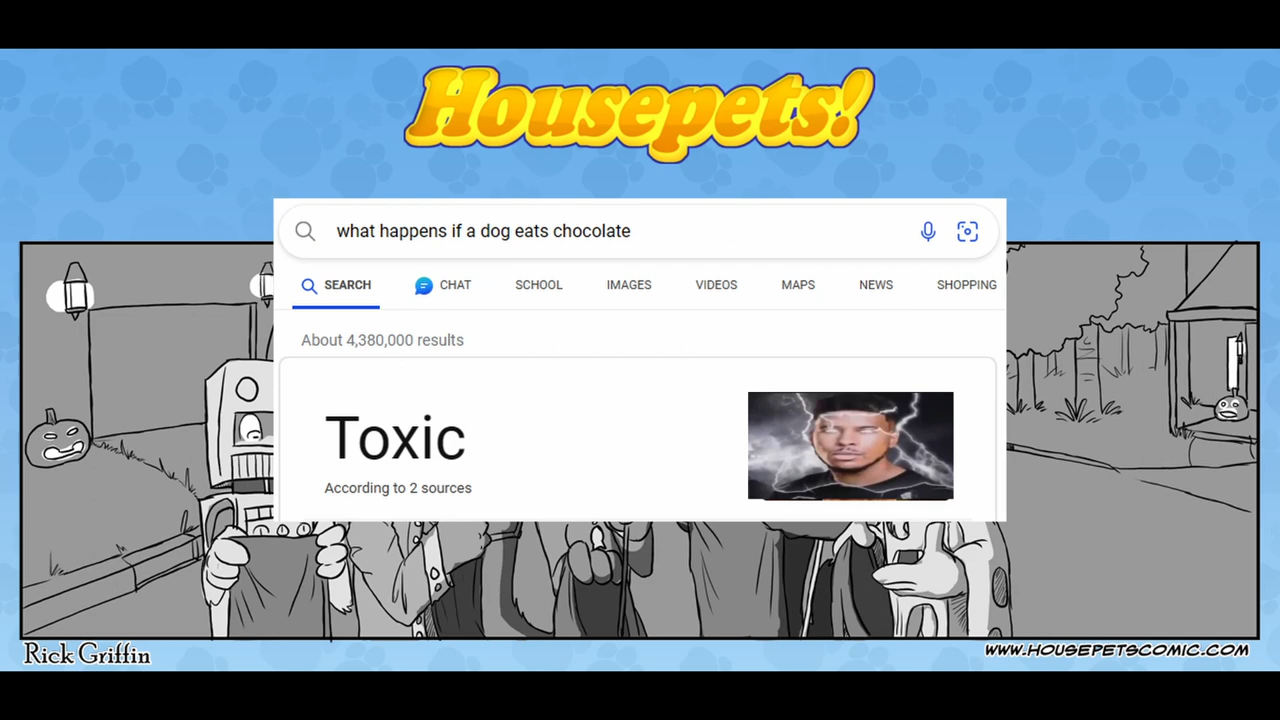 Housepets!
what happens if a dog eats chocolate
SEARCH CHAT SCHOOL IMAGES VIDEOS MAPS NEWS SHOPPING
About 4,380,000 results
Toxic
According to 2 sources
Rick Griffin
www.housepetscomic.com